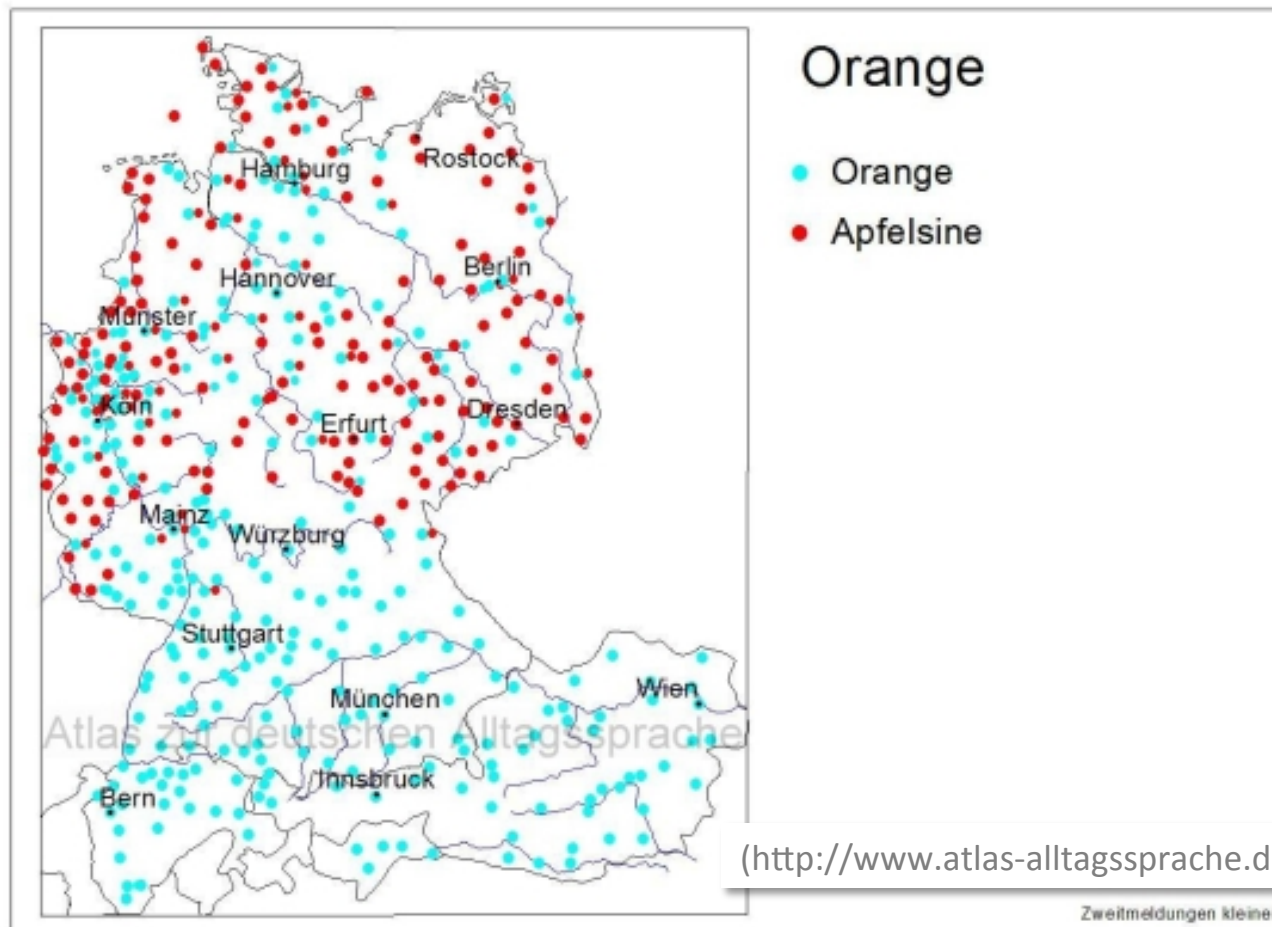 Orange
Orange
Apfelsine
Rostock
Hamburg
Berlin
Hannover
Münster
Köln
Dresden
Erfurt
Mainz
Würzburg
Stuttgart
Wien
München
Atlas zur deutschen Alltagssprache
Innsbruck
Bern
(http://www.atlas-alltagssprache.d
Zweitmeldungen kleine